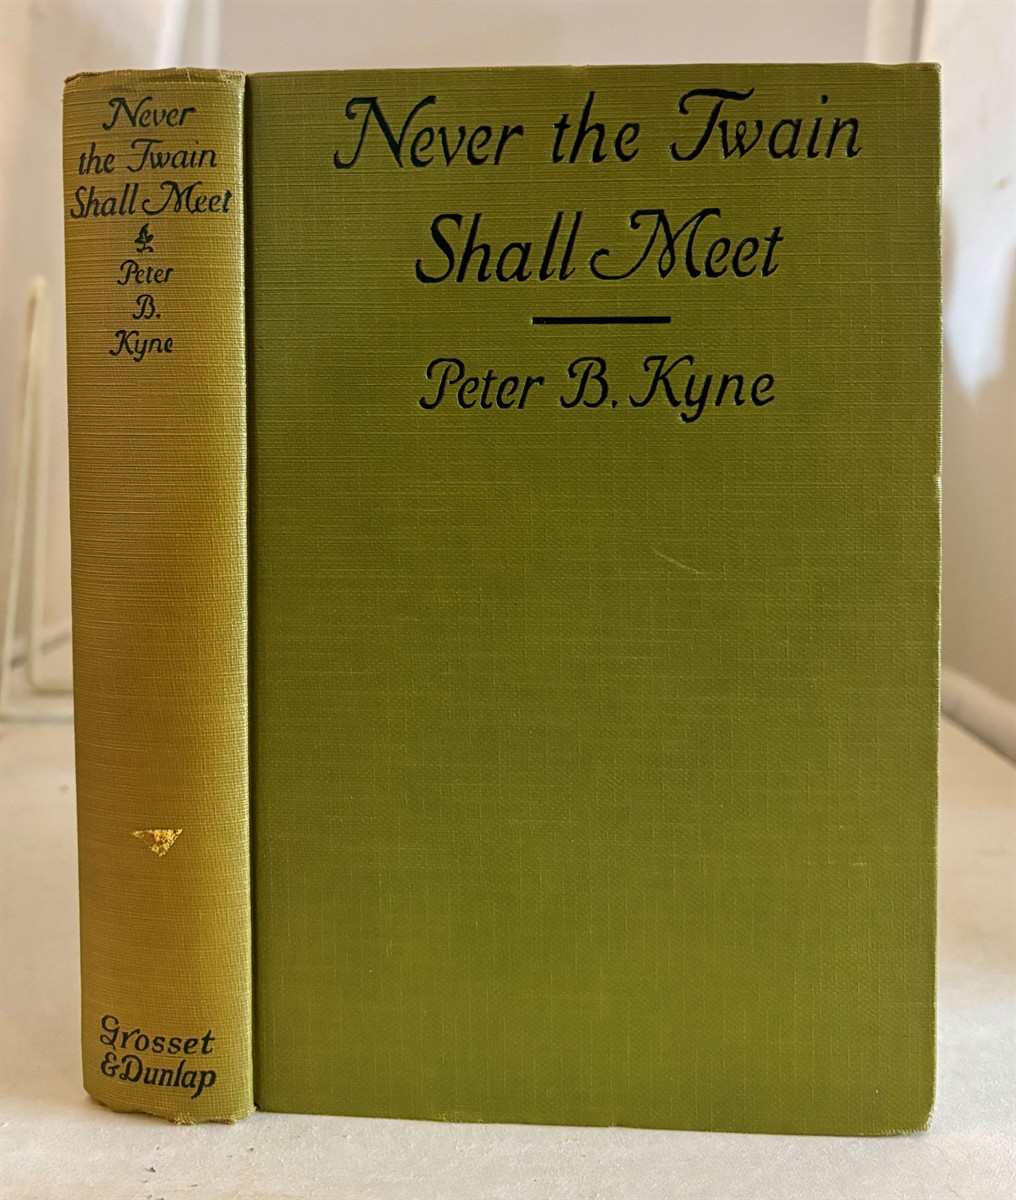 Never
the Twain
Shall Meet
Peter
B.
Kyne
Grosset
& Dunlap
Never the Twain
Shall Meet
Peter B. Kyne